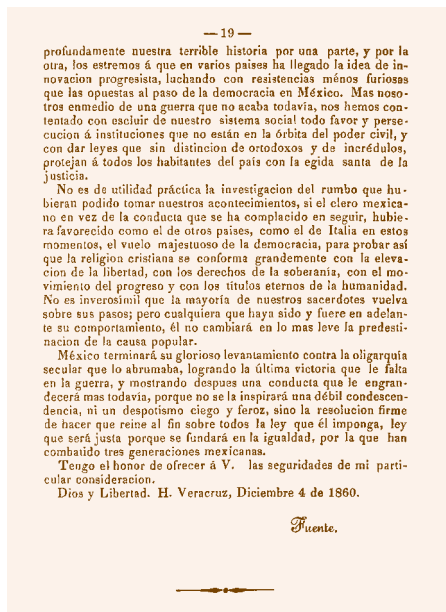 — 19 —
profundamente nuestra terrible historia por una parte, y por la
otra, los estremos á que en varios paises ha llegado la idea de in-
novacion progresista, luchando con resistencias ménos furiosas
que las opuestas al paso de la democracia en México. Mas noso-
tros enmedio de una guerra que no acaba todavía, nos hemos con-
tentado con escluir de nuestro sistema social todo favor y perse-
cucion á instituciones que no están en la órbita del poder civil, y
con dar leyes que sin distincion de ortodoxos y de incrédulos,
protejan á todos los habitantes del país con la egida santa de la
justicia.
No es de utilidad práctica la investigacion del rumbo que hu-
bieran podido tomar nuestros acontecimientos, si el clero mexica-
no en vez de la conducta que se ha complacido en seguir, hubie-
ra favorecido como el de otros paises, como el de Italia en estos
momentos, el vuelo majestuoso de la democracia, para probar así
que la religion cristiana se conforma grandemente con la eleva-
cion de la libertad, con los derechos de la soberanía, con el mo-
vimiento del progreso y con los títulos eternos de la humanidad.
No es inverosímil que la mayoría de nuestros sacerdotes vuelva
sobre sus pasos; pero cualquiera que haya sido y fuere en adelan-
te su comportamiento, él no cambiará en lo mas leve la predesti-
nacion de la causa popular.
México terminará su glorioso levantamiento contra la oligarquía
secular que lo abrumaba, logrando la última victoria que le falta
en la guerra, y mostrando despues una conducta que le engran-
decerá mas todavía, porque no se la inspirará una débil condescen-
dencia, ni un despotismo ciego y feroz, sino la resolucion firme
de hacer que reine al fin sobre todos la ley que él imponga, ley
que será justa porque se fundará en la igualdad, por la que han
combatido tres generaciones mexicanas.
Tengo el honor de ofrecer á V. las seguridades de mi parti-
cular consideracion.
Dios y Libertad. H. Veracruz, Diciembre 4 de 1860.
Fuente.